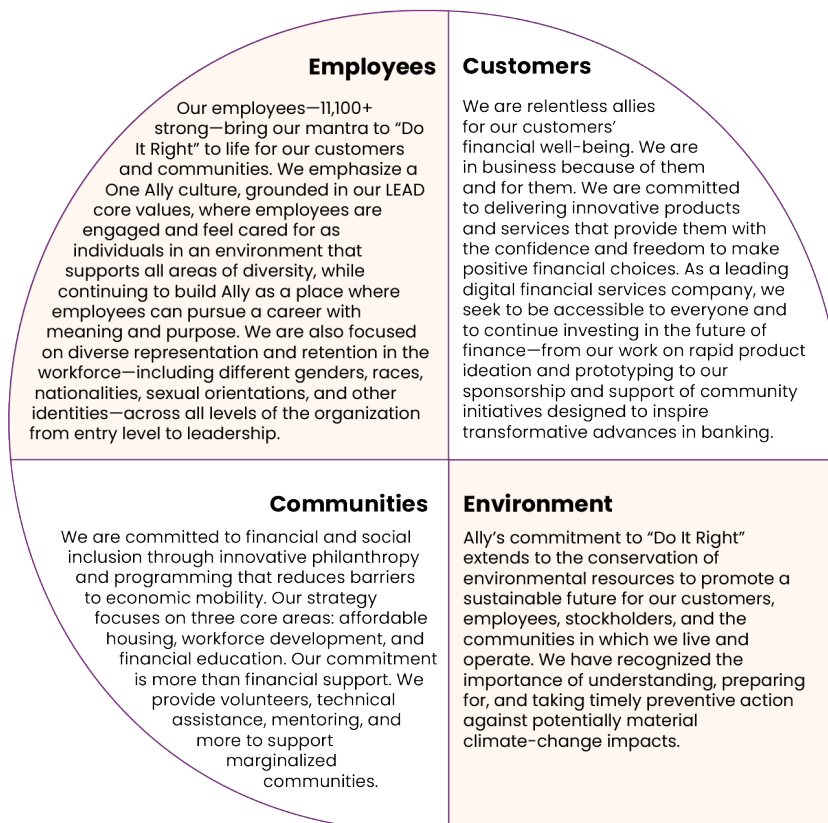 Employees
Our employees—11,100+
strong—bring our mantra to “Do
It Right” to life for our customers
and communities. We emphasize a
One Ally culture, grounded in our LEAD
core values, where employees are
engaged and feel cared for as
individuals in an environment that
supports all areas of diversity, while
continuing to build Ally as a place where
employees can pursue a career with
meaning and purpose. We are also focused
on diverse representation and retention in the
workforce—including different genders, races,
nationalities, sexual orientations, and other
identities—across all levels of the organization
from entry level to leadership.
Customers
We are relentless allies
for our customers’
financial well-being. We are
in business because of them
and for them. We are committed
to delivering innovative products
and services that provide them with
the confidence and freedom to make
positive financial choices. As a leading
digital financial services company, we
seek to be accessible to everyone and
to continue investing in the future of
finance—from our work on rapid product
ideation and prototyping to our
sponsorship and support of community
initiatives designed to inspire
transformative advances in banking.
Communities
We are committed to financial and social
inclusion through innovative philanthropy
and programming that reduces barriers
to economic mobility. Our strategy
focuses on three core areas: affordable
housing, workforce development, and
financial education. Our commitment
is more than financial support. We
provide volunteers, technical
assistance, mentoring, and
more to support
marginalized
communities.
Environment
Ally’s commitment to “Do It Right”
extends to the conservation of
environmental resources to promote a
sustainable future for our customers,
employees, stockholders, and the
communities in which we live and
operate. We have recognized the
importance of understanding, preparing
for, and taking timely preventive action
against potentially material
climate-change impacts.